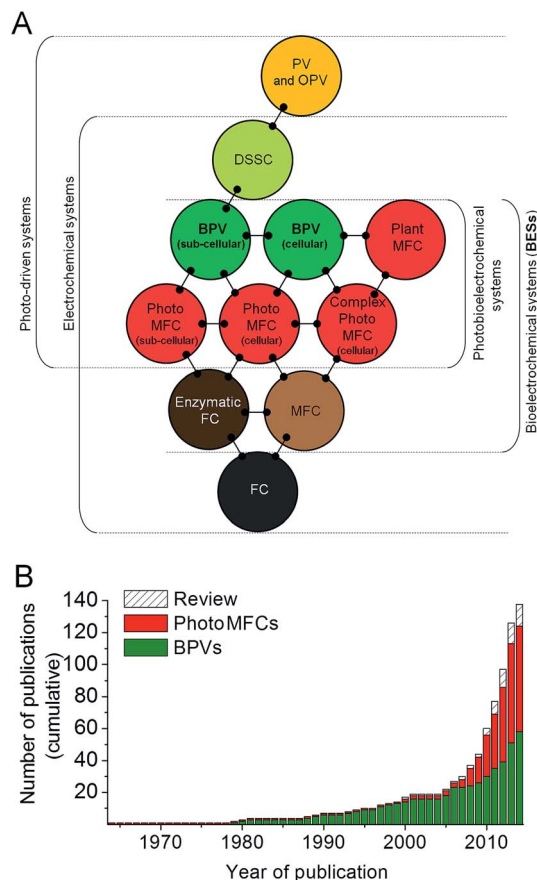 A
PV
and OPV
DSSC
BPV
(sub-cellular)
BPV
(cellular)
Plant
MFC
Photo
MFC
(sub-cellular)
Photo
MFC
(cellular)
Complex
Photo
MFC
(cellular)
Enzymatic
FC
MFC
FC
Photo-driven systems
Electrochemical systems
Photobioelectrochemical
systems
Bioelectrochemical systems (BESs)
B
Review
Photo MFCs
BPVs
Number of publications
(cumulative)
140
120
100
80
60
40
20
1970
1980
1990
2000
2010
Year of publication